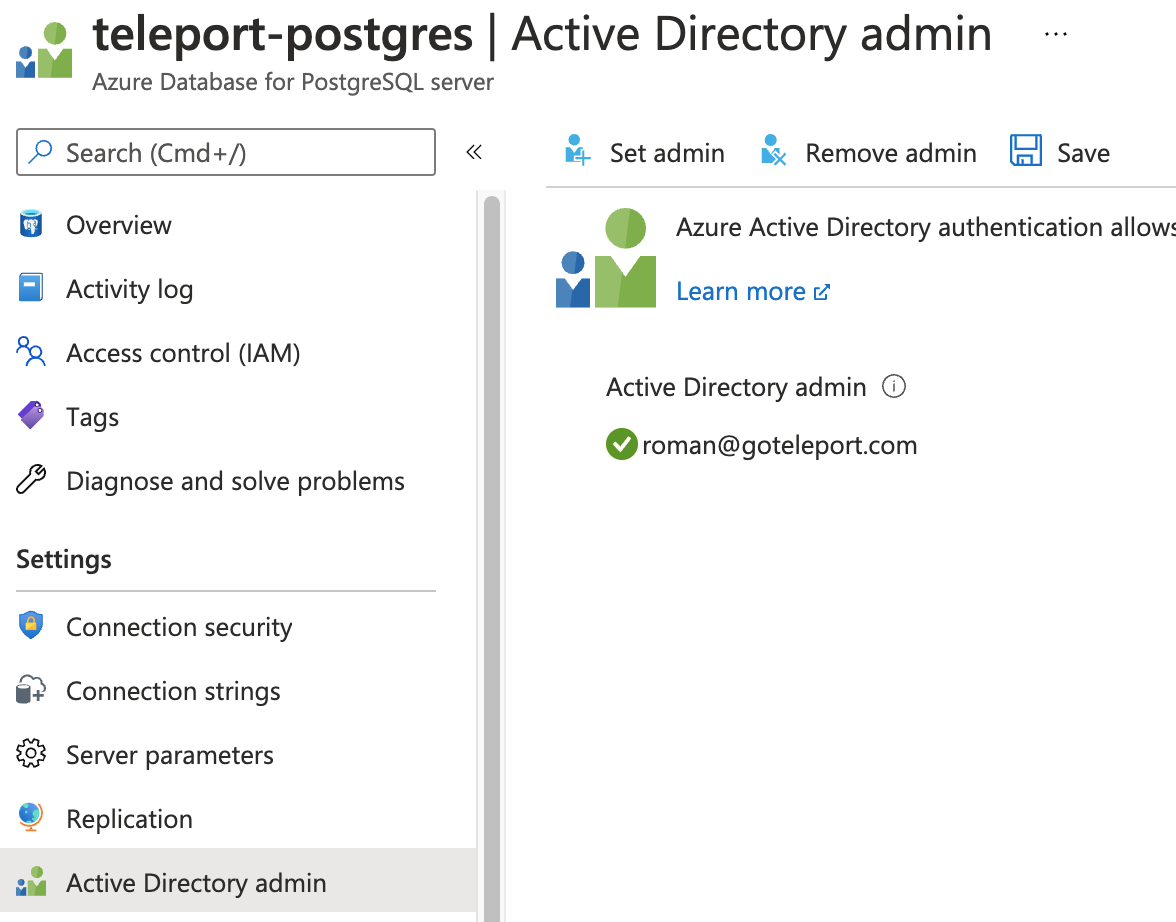 teleport-postgres | Active Directory admin ...
Azure Database for PostgreSQL server
Search (Cmd+/)
«
Overview
Activity log
Access control (IAM)
Tags
Diagnose and solve problems
Settings
Connection security
Connection strings
Server parameters
Replication
Active Directory admin
Set admin
Remove admin
Save
Azure Active Directory authentication allows
Learn more
Active Directory admin
roman@goteleport.com